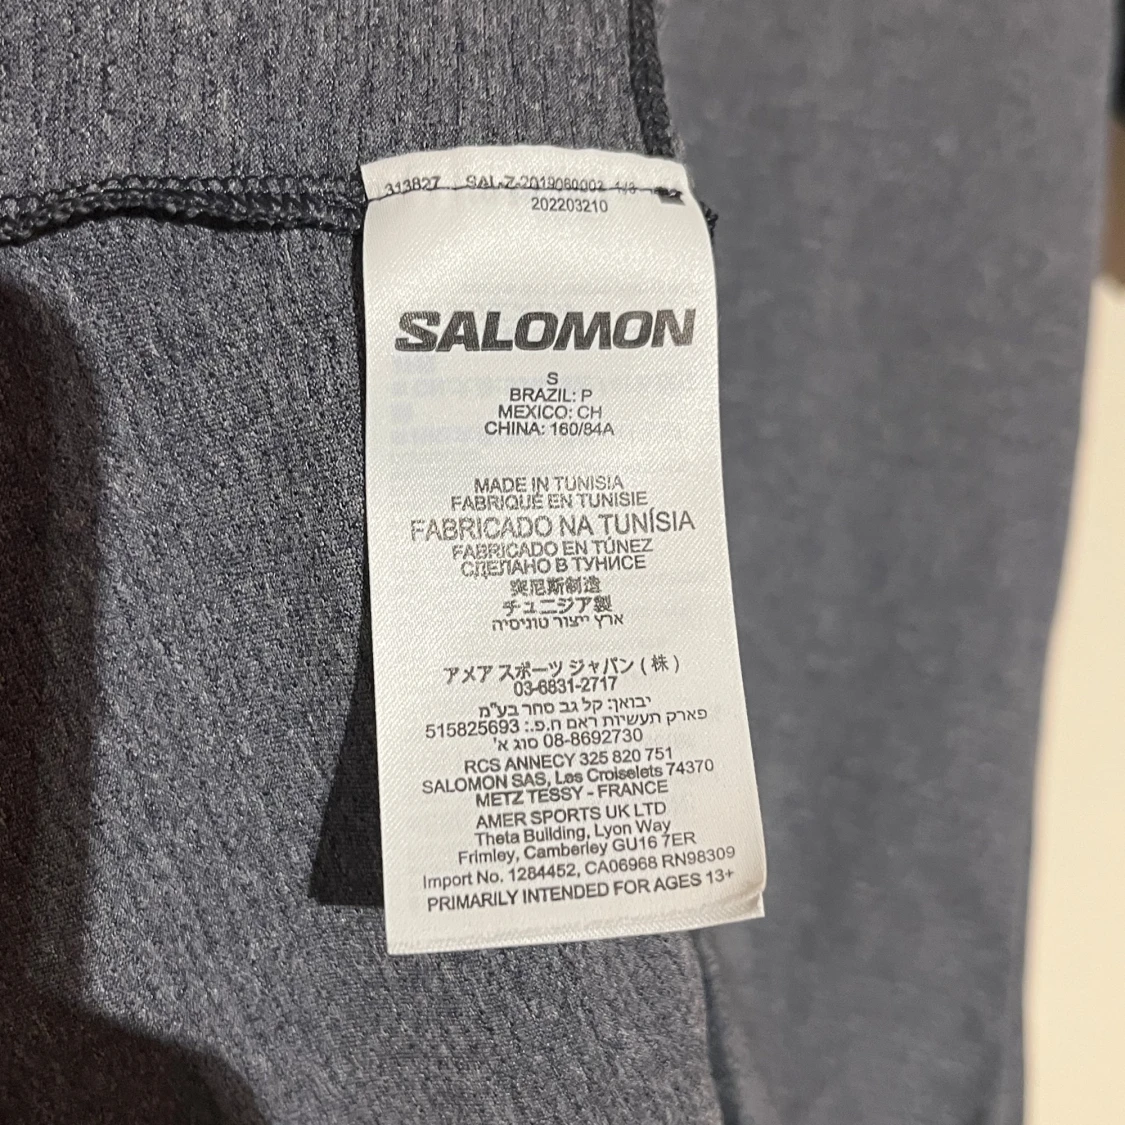 313827 SAL-Z-2019060002 1/3
202203210
SALOMON
S
BRAZIL: P
MEXICO: CH
CHINA: 160/84A
MADE IN TUNISIA
FABRIQUÉ EN TUNISIE
FABRICADO NA TUNÍSIA
FABRICADO EN TÚNEZ
СДЕЛАНО В ТУНИСЕ
突尼斯制造
チュニジア製
ארץ ייצור טוניסיה
アメア スポーツ ジャパン ( 株 )
03-6831-2717
יבואן: קל גב סחר בע"מ
פארק תעשיות ראם ח.פ.: 515825693
08-8692730 סוג א'
RCS ANNECY 325 820 751
SALOMON SAS, Les Croiselets 74370
METZ TESSY - FRANCE
AMER SPORTS UK LTD
Theta Building, Lyon Way
Frimley, Camberley GU16 7ER
Import No. 1284452, CA06968 RN98309
PRIMARILY INTENDED FOR AGES 13+